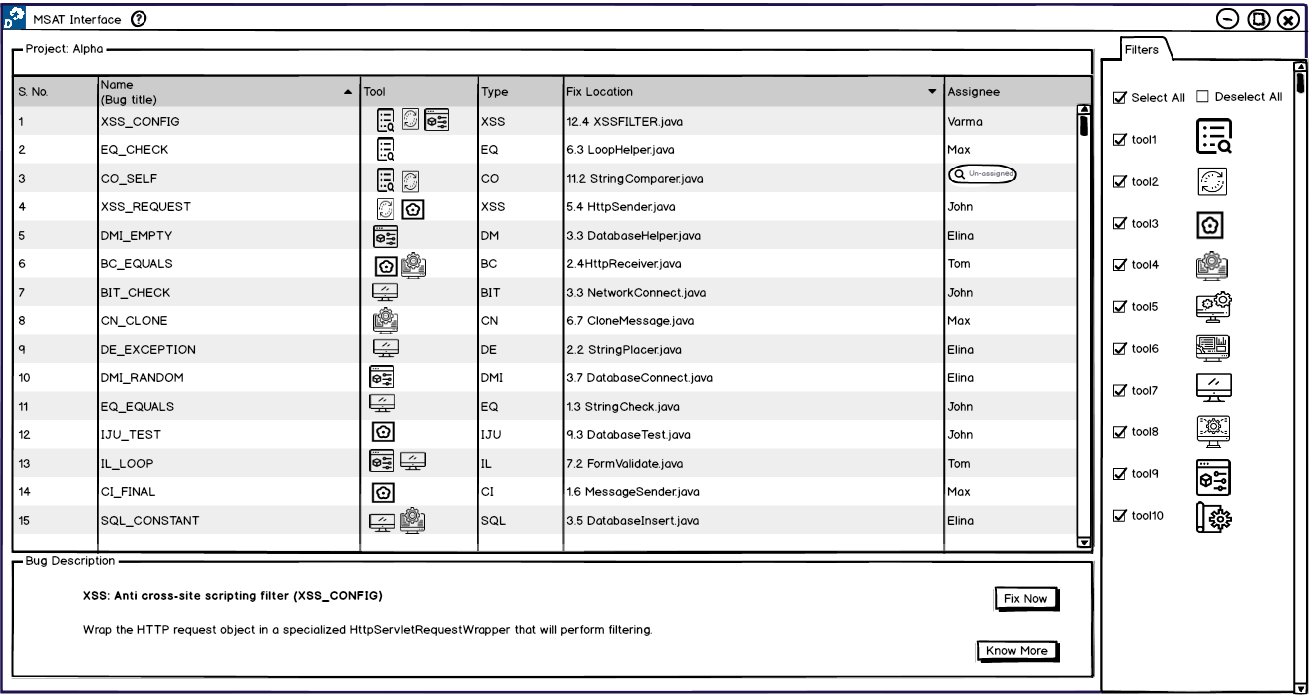 D MSAT Interface ?
Project: Alpha
Filters
S. No. Name (Bug title) Tool Type Fix Location Assignee
1 XSS_CONFIG XSS 12.4 XSSFILTER.java Varma
2 EQ_CHECK EQ 6.3 LoopHelper.java Max
3 CO_SELF CO 11.2 StringComparer.java Un-assigned
4 XSS_REQUEST XSS 5.4 HttpSender.java John
5 DMI_EMPTY DM 3.3 DatabaseHelper.java Elina
6 BC_EQUALS BC 2.4HttpReceiver.java Tom
7 BIT_CHECK BIT 3.3 NetworkConnect.java John
8 CN_CLONE CN 6.7 CloneMessage.java Max
9 DE_EXCEPTION DE 2.2 StringPlacer.java Elina
10 DMI_RANDOM DMI 3.7 DatabaseConnect.java Elina
11 EQ_EQUALS EQ 1.3 StringCheck.java John
12 IJU_TEST IJU 9.3 DatabaseTest.java John
13 IL_LOOP IL 7.2 FormValidate.java Tom
14 CI_FINAL CI 1.6 MessageSender.java Max
15 SQL_CONSTANT SQL 3.5 DatabaseInsert.java Elina
Select All Deselect All
tool1
tool2
tool3
tool4
tool5
tool6
tool7
tool8
tool9
tool10
Bug Description
XSS: Anti cross-site scripting filter (XSS_CONFIG)
Fix Now
Wrap the HTTP request object in a specialized HttpServletRequestWrapper that will perform filtering.
Know More